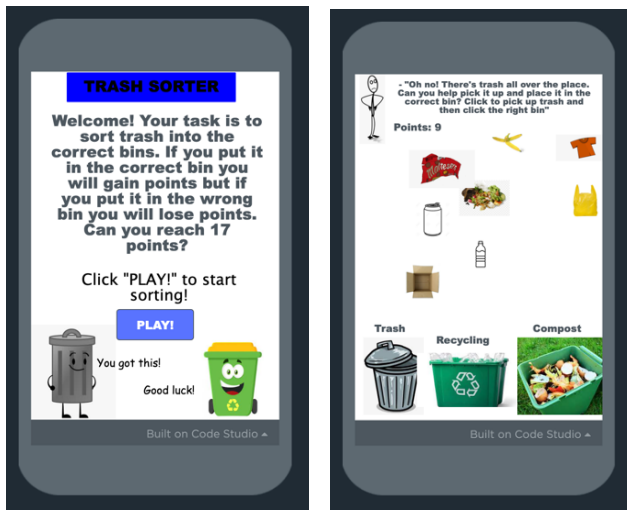 TRASH SORTER
Welcome! Your task is to
sort trash into the
correct bins. If you put it
in the correct bin you
will gain points but if
you put it in the wrong
bin you will lose points.
Can you reach 17
points?
Click "PLAY!" to start
sorting!
PLAY!
You got this!
Good luck!
Built on Code Studio
- "Oh no! There's trash all over the place.
Can you help pick it up and place it in the
correct bin? Click to pick up trash and
then click the right bin"
Points: 9
Maltesers
Trash
Recycling
Compost
Built on Code Studio